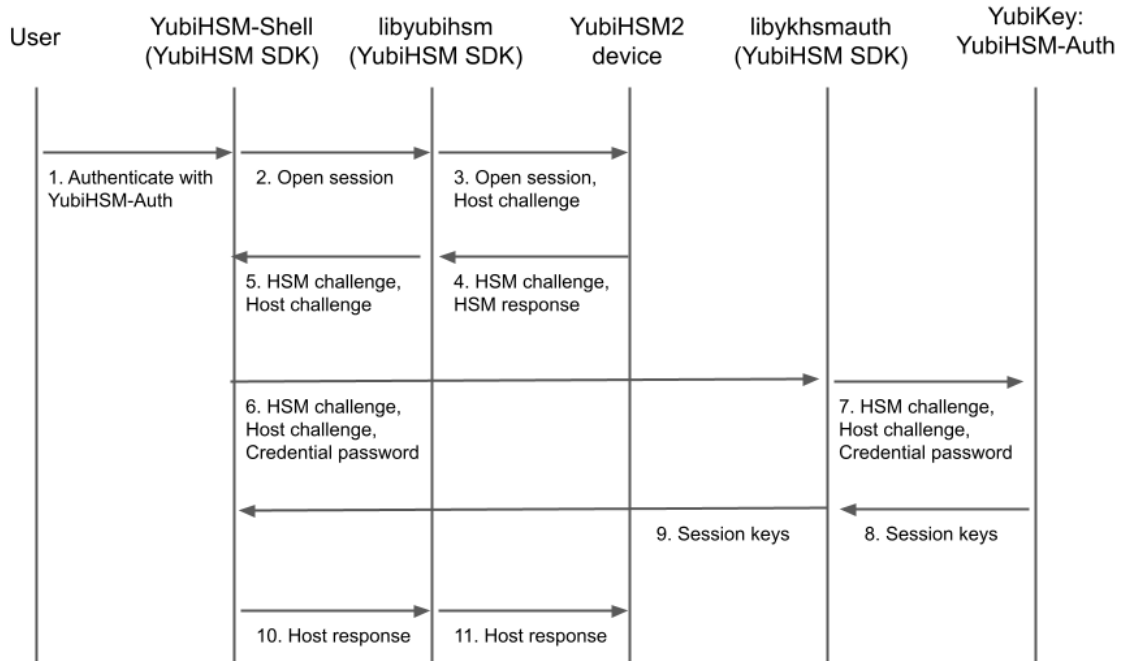 User
YubiHSM-Shell
(YubiHSM SDK)
libyubihsm
(YubiHSM SDK)
YubiHSM2
device
libykhsmauth
(YubiHSM SDK)
YubiKey:
YubiHSM-Auth
1. Authenticate with
YubiHSM-Auth
2. Open session
3. Open session,
Host challenge
5. HSM challenge,
Host challenge
4. HSM challenge,
HSM response
6. HSM challenge,
Host challenge,
Credential password
7. HSM challenge,
Host challenge,
Credential password
9. Session keys
8. Session keys
10. Host response
11. Host response